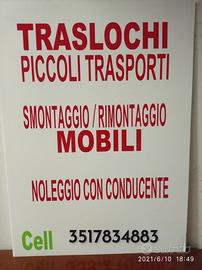 TRASLOCHI
PICCOLI TRASPORTI
SMONTAGGIO / RIMONTAGGIO
MOBILI
NOLEGGIO CON CONDUCENTE
Cell 3517834883
2021/6/10 18:49